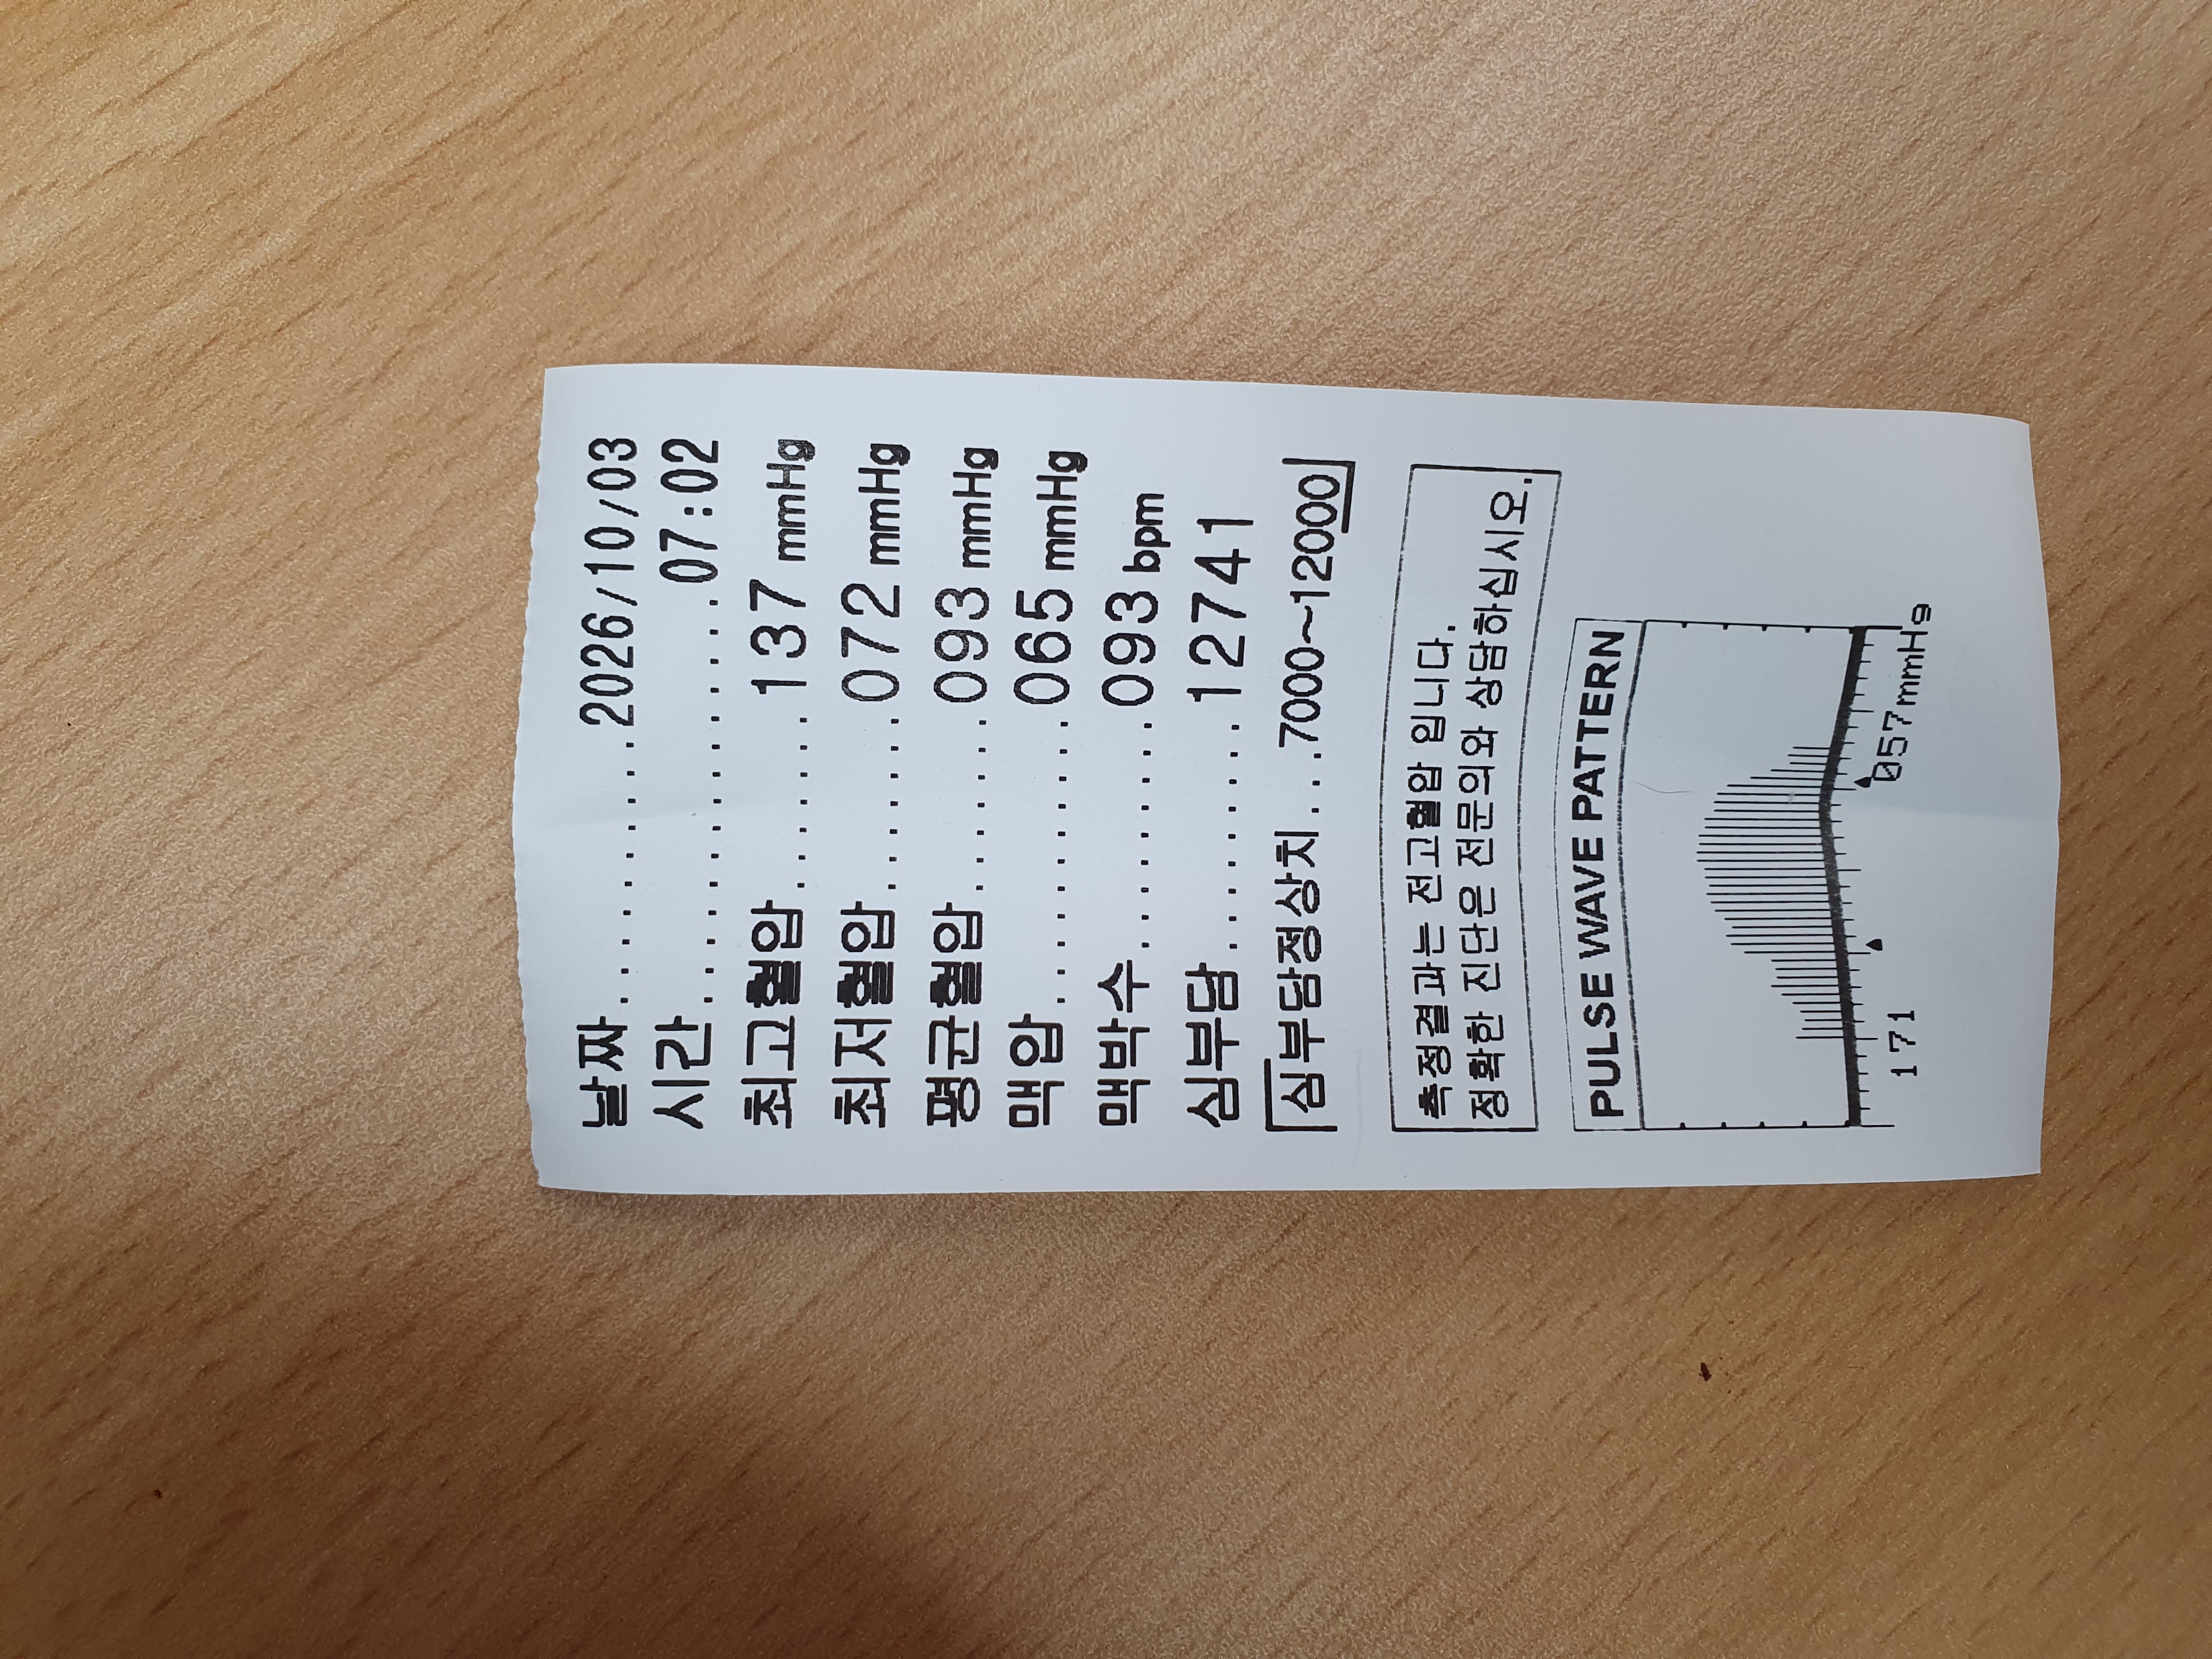 날짜...............2026/10/03
시간....................07:02
최고혈압.........137 mmHg
최저혈압.........072 mmHg
평균혈압.........093 mmHg
맥압..............065 mmHg
맥박수...........093 bpm
심부담...........12741
[심부담정상치...7000~12000]
측정결과는 전고혈압 입니다.
정확한 진단은 전문의와 상담하십시오.
PULSE WAVE PATTERN
171 057mmHg